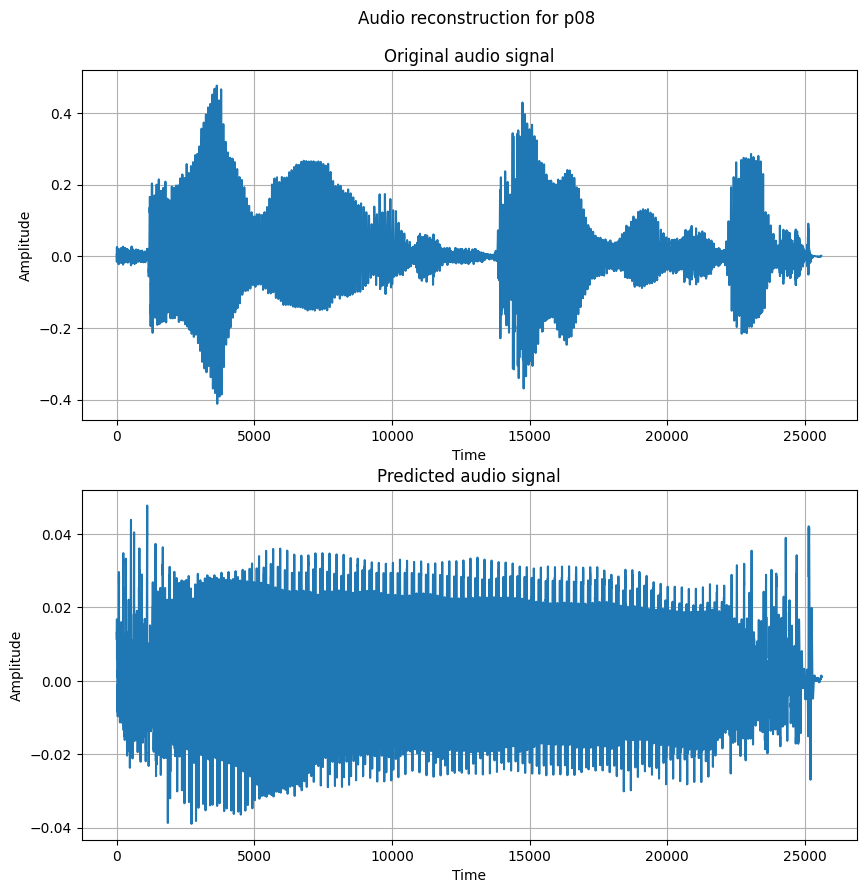 Audio reconstruction for p08
Original audio signal
0.4
0.2
0.0
−0.2
−0.4
Amplitude
0 5000 10000 15000 20000 25000
Time
Predicted audio signal
0.04
0.02
0.00
−0.02
−0.04
Amplitude
0 5000 10000 15000 20000 25000
Time